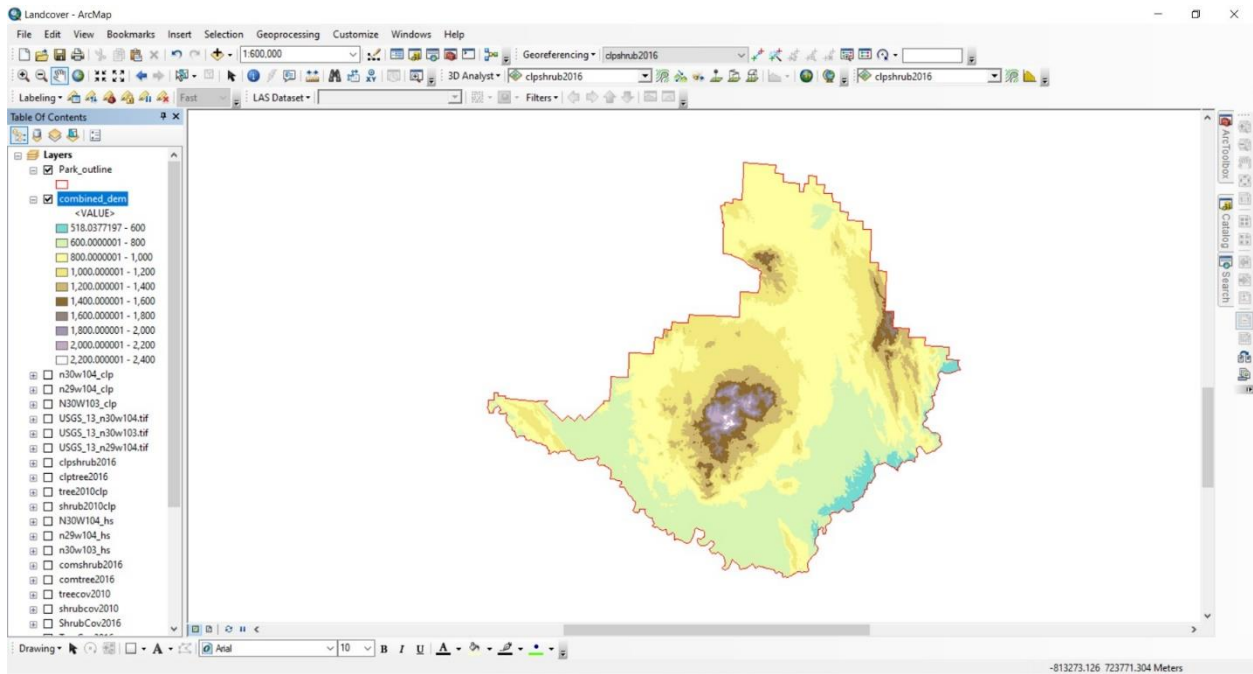 Landcover - ArcMap
File Edit View Bookmarks Insert Selection Geoprocessing Customize Windows Help
1:600,000 Georeferencing clpshrub2016
3D Analyst clpshrub2016 clpshrub2016
Labeling Fast LAS Dataset Filters
Table Of Contents
Layers
Park_outline
combined_dem
<VALUE>
518.0377197 - 600
600.0000001 - 800
800.0000001 - 1,000
1,000.000001 - 1,200
1,200.000001 - 1,400
1,400.000001 - 1,600
1,600.000001 - 1,800
1,800.000001 - 2,000
2,000.000001 - 2,200
2,200.000001 - 2,400
n30w104_clp
n29w104_clp
N30W103_clp
USGS_13_n30w104.tif
USGS_13_n30w103.tif
USGS_13_n29w104.tif
clpshrub2016
clptree2016
tree2010clp
shrub2010clp
N30W104_hs
n29w104_hs
n30w103_hs
comshrub2016
comtree2016
treecov2010
shrubcov2010
ShrubCov2016
ArcToolbox
Catalog
Search
Drawing A Arial 10 B I U A
-813273.126 723771.304 Meters